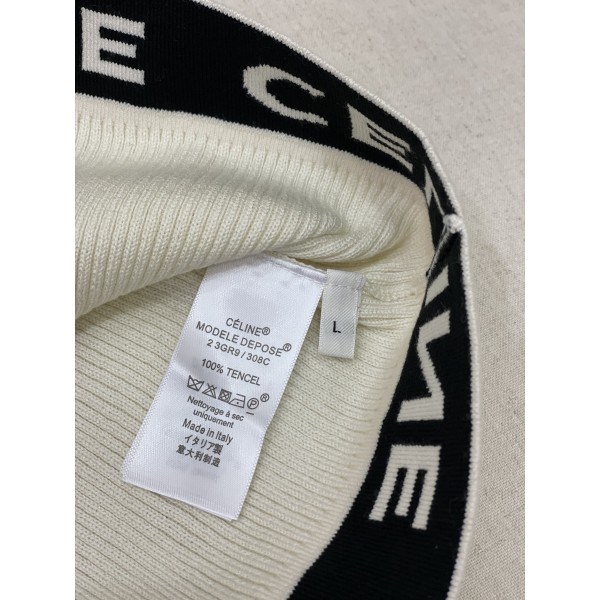 E CELINE
CÉLINE®
MODELE DEPOSE®
2 3GR9 / 308C
100% TENCEL
Nettoyage à sec
uniquement
Made in Italy
イタリア製
意大利制造
L